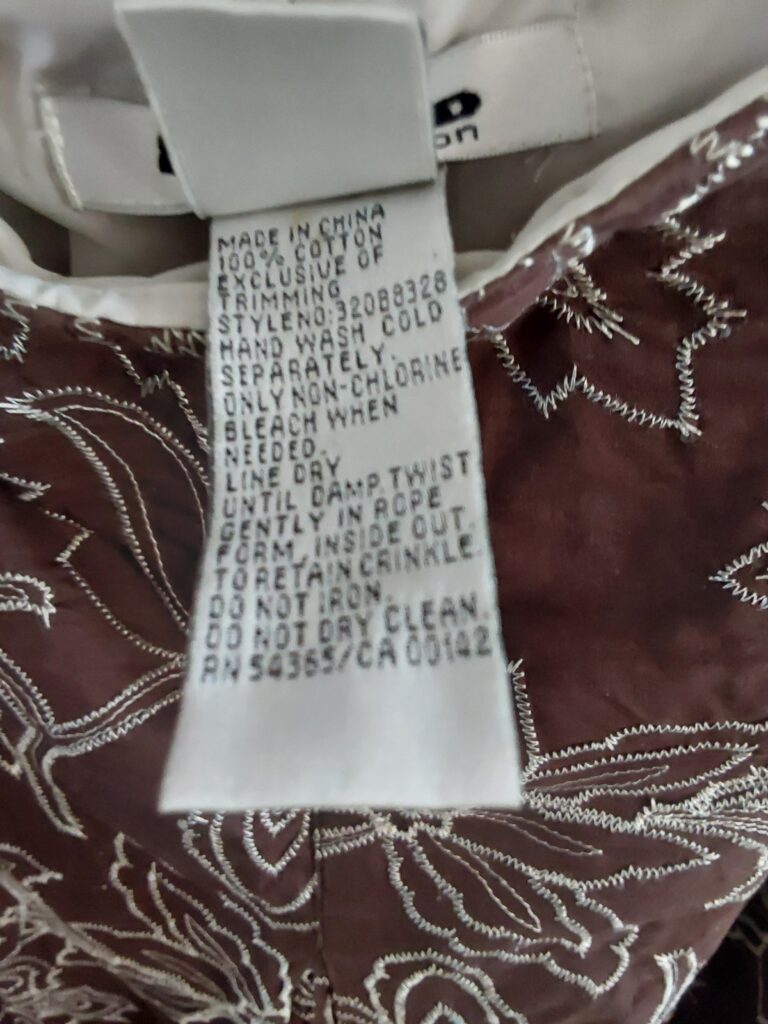 on
MADE IN CHINA
100% COTTON
EXCLUSIVE OF
TRIMMING
STYLENO:32088328
HAND WASH COLD
SEPARATELY.
ONLY NON-CHLORINE
BLEACH WHEN
NEEDED.
LINE DRY
UNTIL DAMP. TWIST
GENTLY IN ROPE
FORM, INSIDE OUT,
TO RETAIN CRINKLE.
DO NOT IRON.
DO NOT DRY CLEAN.
RN 54365/CA 00142